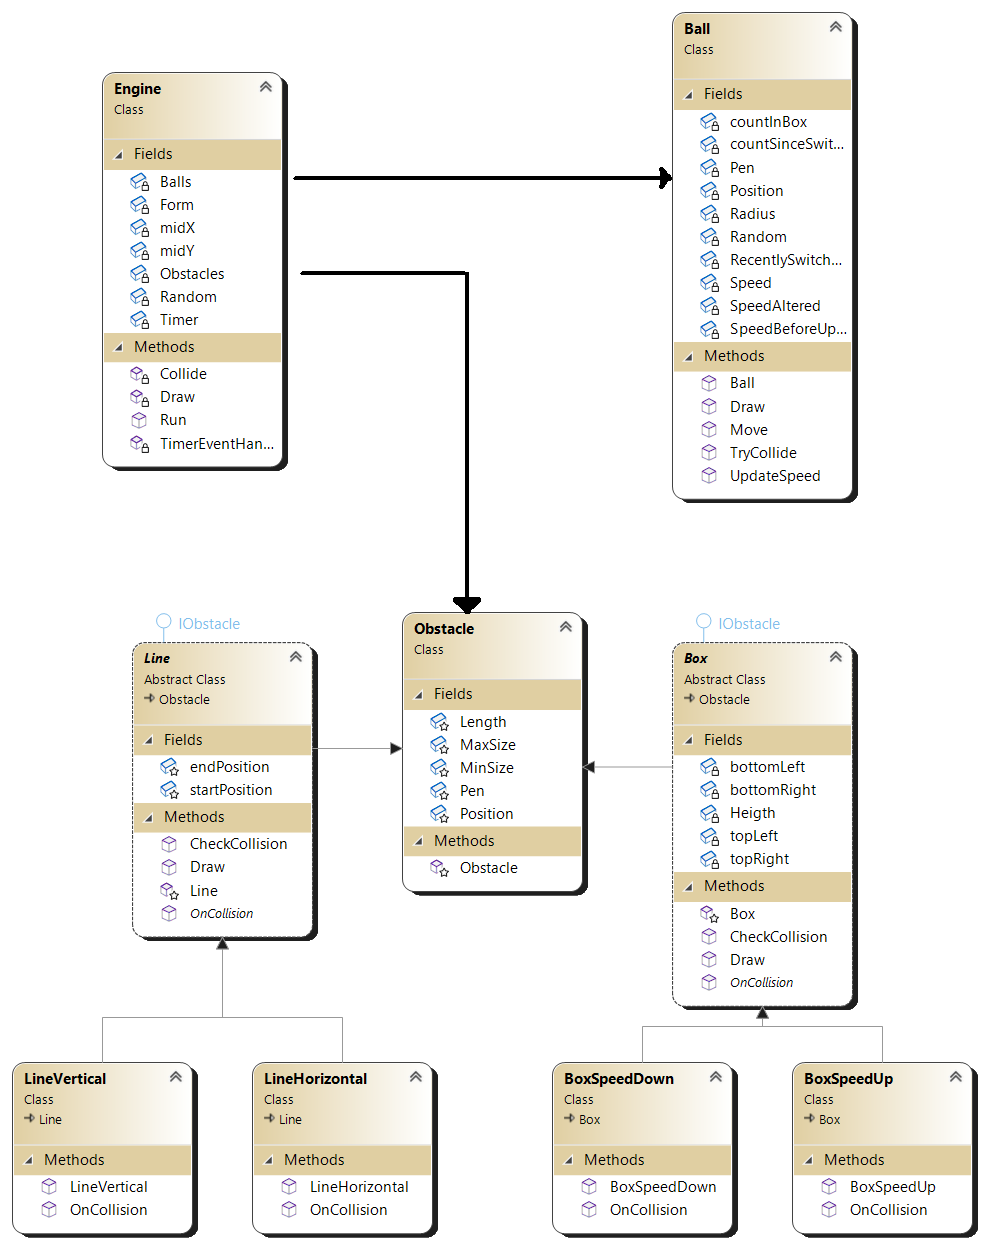 Engine
Class
Fields
Balls
Form
midX
midY
Obstacles
Random
Timer
Methods
Collide
Draw
Run
TimerEventHan...
Ball
Class
Fields
countInBox
countSinceSwit...
Pen
Position
Radius
Random
RecentlySwitch...
Speed
SpeedAltered
SpeedBeforeUp...
Methods
Ball
Draw
Move
TryCollide
UpdateSpeed
IObstacle
Line
Abstract Class
Obstacle
Fields
endPosition
startPosition
Methods
CheckCollision
Draw
Line
OnCollision
Obstacle
Class
Fields
Length
MaxSize
MinSize
Pen
Position
Methods
Obstacle
IObstacle
Box
Abstract Class
Obstacle
Fields
bottomLeft
bottomRight
Heigth
topLeft
topRight
Methods
Box
CheckCollision
Draw
OnCollision
LineVertical
Class
Line
Methods
LineVertical
OnCollision
LineHorizontal
Class
Line
Methods
LineHorizontal
OnCollision
BoxSpeedDown
Class
Box
Methods
BoxSpeedDown
OnCollision
BoxSpeedUp
Class
Box
Methods
BoxSpeedUp
OnCollision